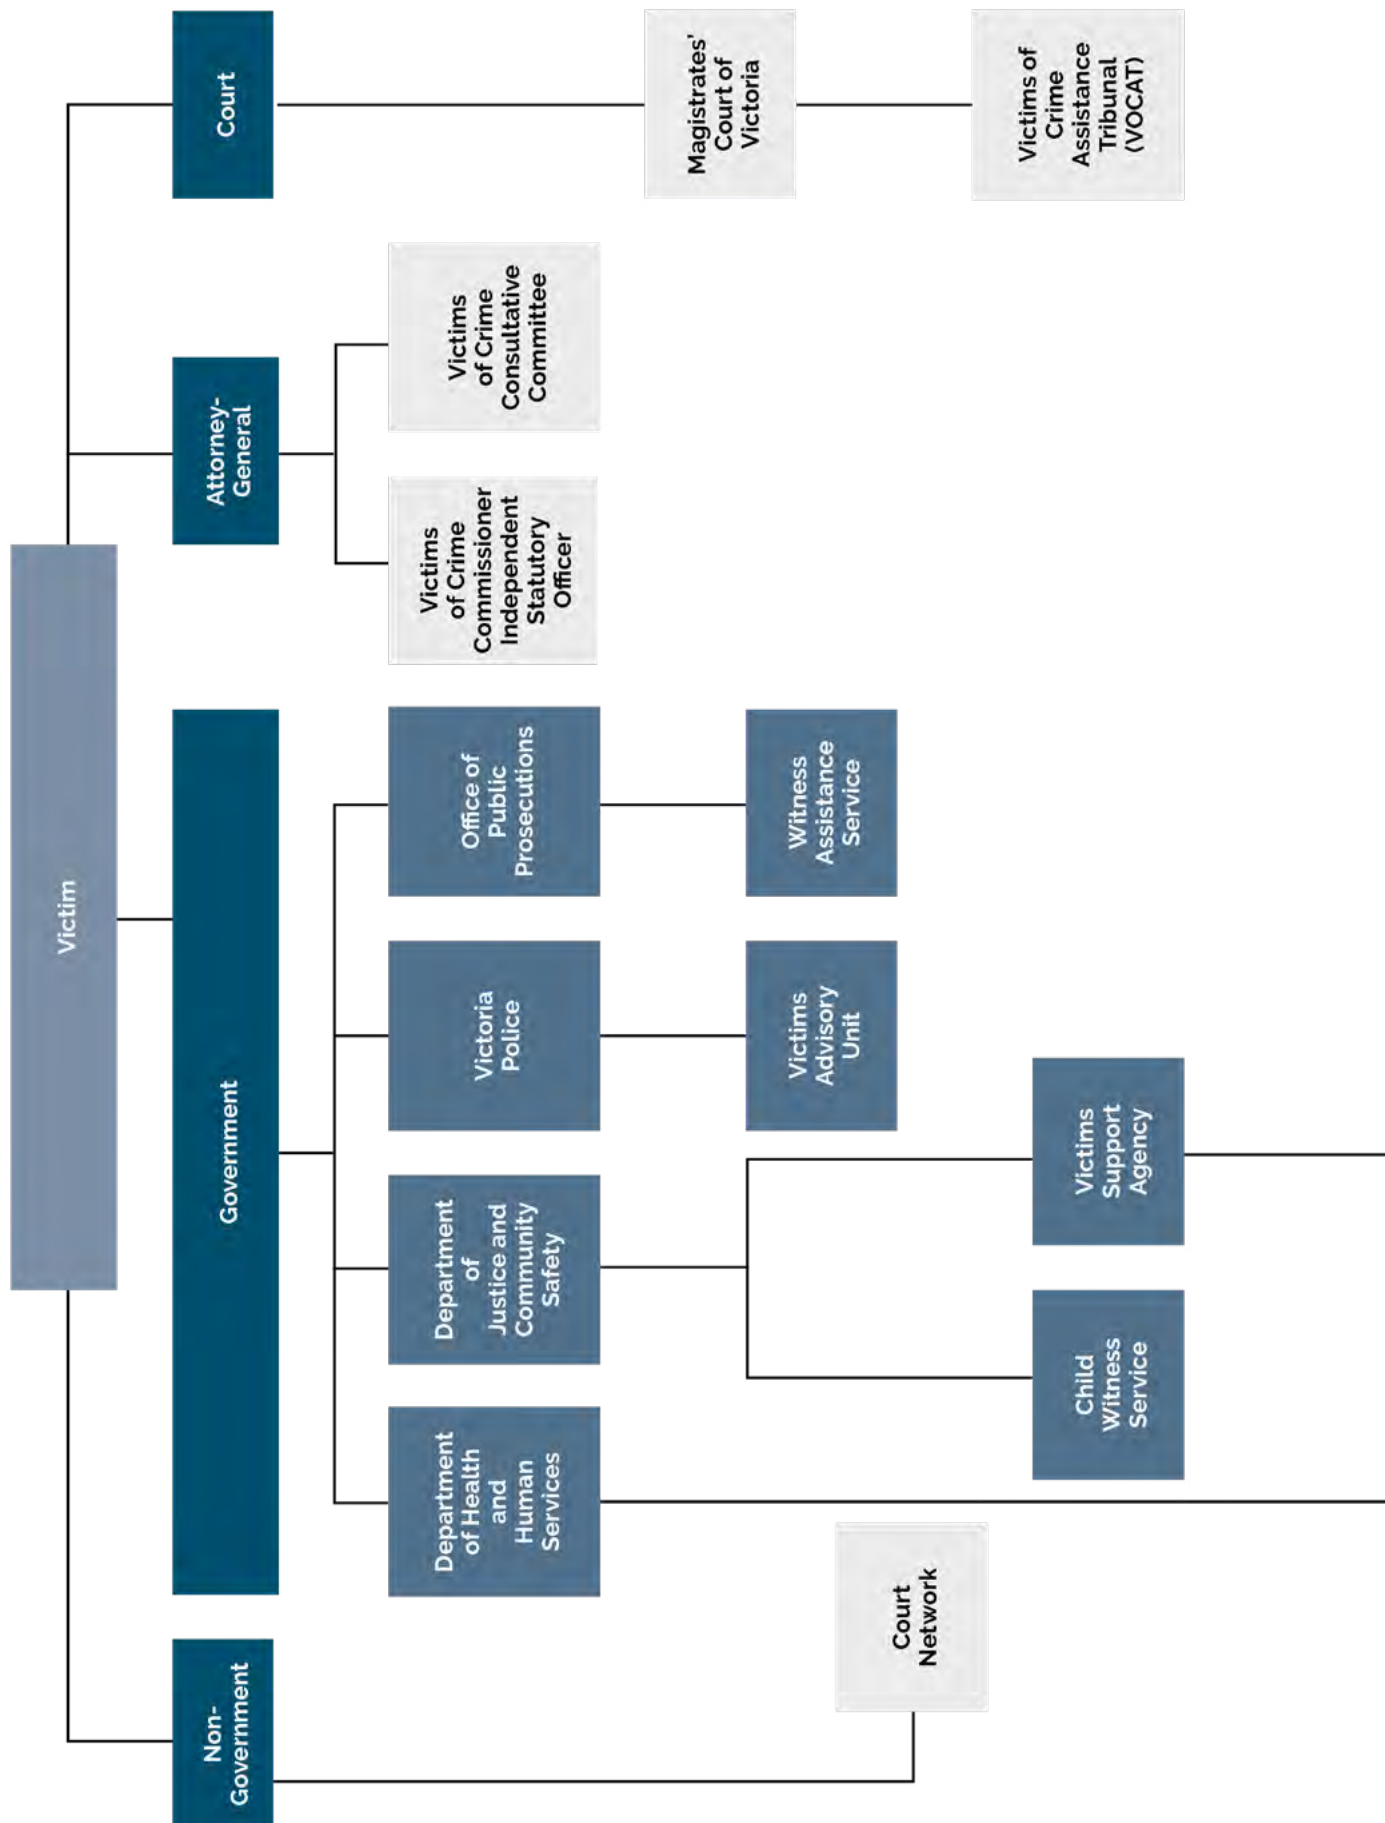 Victim
Non-
Government
Government
Attorney-
General
Court
Department
of Health
and
Human
Services
Department
of
Justice and
Community
Safety
Victoria
Police
Office of
Public
Prosecutions
Victims
of Crime
Commissioner
Independent
Statutory
Officer
Victims
of Crime
Consultative
Committee
Magistrates'
Court of
Victoria
Victims
Advisory
Unit
Witness
Assistance
Service
Court
Network
Child
Witness
Service
Victims
Support
Agency
Victims of
Crime
Assistance
Tribunal
(VOCAT)